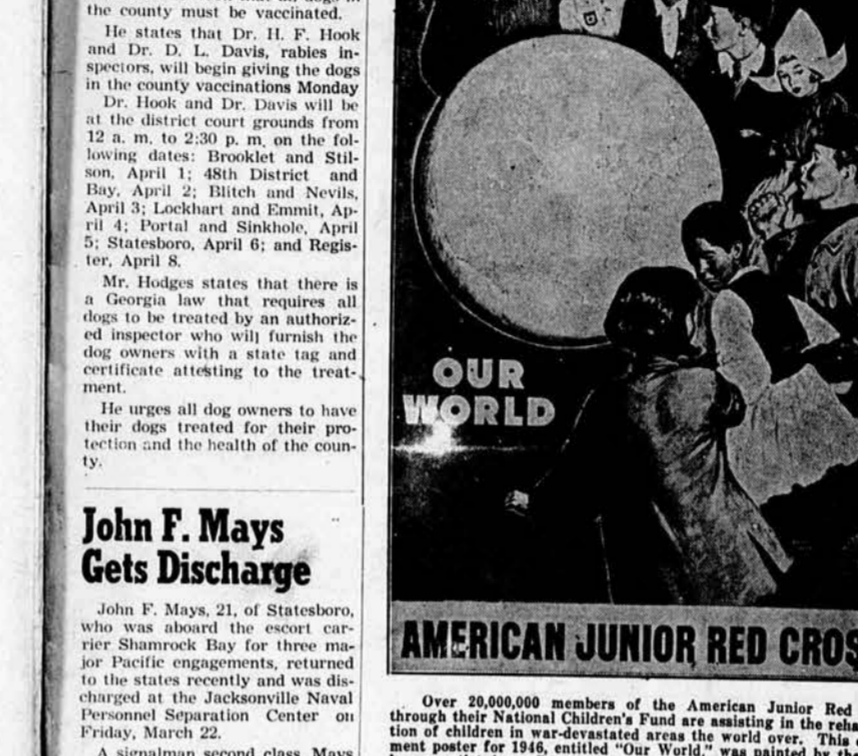 the county must be vaccinated.
He states that Dr. H. F. Hook
and Dr. D. L. Davis, rabies in-
spectors, will begin giving the dogs
in the county vaccinations Monday
Dr. Hook and Dr. Davis will be
at the district court grounds from
12 a. m. to 2:30 p. m. on the fol-
lowing dates: Brooklet and Stil-
son, April 1; 48th District and
Bay, April 2; Blitch and Nevils,
April 3; Lockhart and Emmit, Ap-
ril 4; Portal and Sinkhole, April
5; Statesboro, April 6; and Regis-
ter, April 8.
Mr. Hodges states that there is
a Georgia law that requires all
dogs to be treated by an authoriz-
ed inspector who will furnish the
dog owners with a state tag and
certificate attesting to the treat-
ment.
He urges all dog owners to have
their dogs treated for their pro-
tection and the health of the coun-
ty.
John F. Mays
Gets Discharge
John F. Mays, 21, of Statesboro,
who was aboard the escort car-
rier Shamrock Bay for three ma-
jor Pacific engagements, returned
to the states recently and was dis-
charged at the Jacksonville Naval
Personnel Separation Center on
Friday, March 22.
A signalman second class, Mays
OUR
WORLD
AMERICAN JUNIOR RED CROS
Over 20,000,000 members of the American Junior Red
through their National Children's Fund are assisting in the reha
tion of children in war-devastated areas the world over. This
ment poster for 1946, entitled "Our World," was painted by